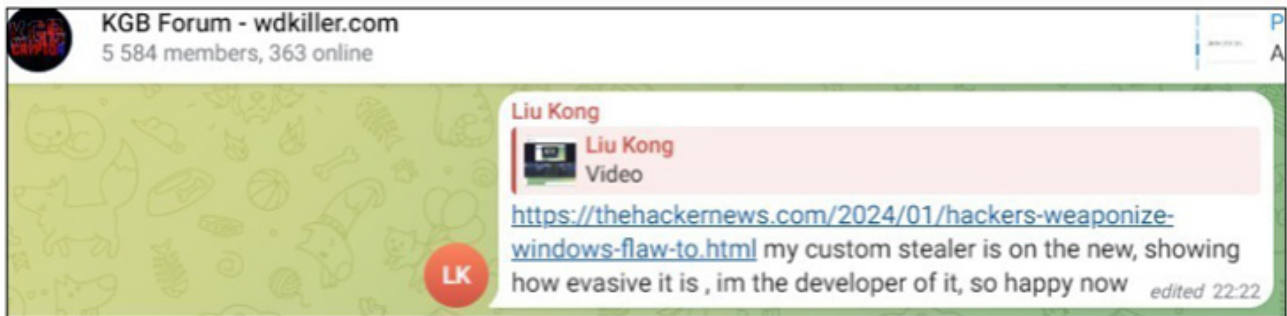 KGB Forum - wdkiller.com
5 584 members, 363 online
P
A
Liu Kong
Liu Kong
Video
https://thehackernews.com/2024/01/hackers-weaponize-
windows-flaw-to.html my custom stealer is on the new, showing
how evasive it is , im the developer of it, so happy now
edited 22:22
LK